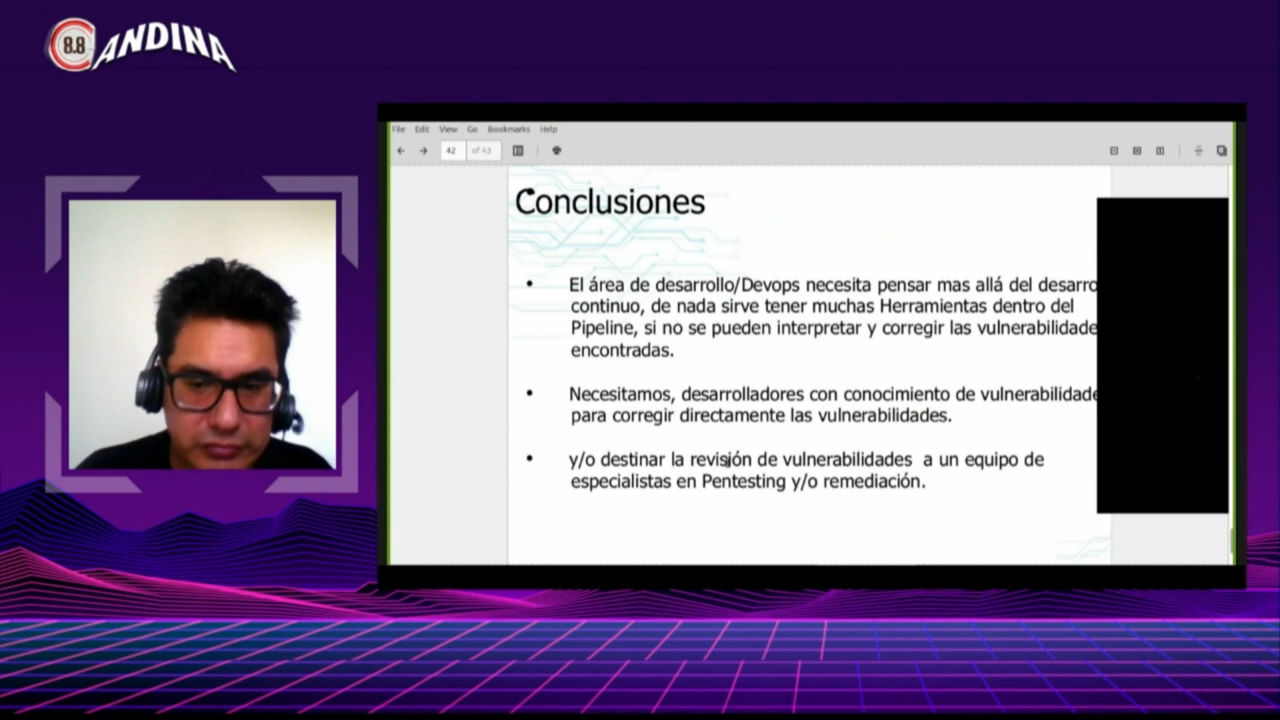 8.8 ANDINA
File Edit View Go Bookmarks Help
42 of 43
Conclusiones
• El área de desarrollo/Devops necesita pensar mas allá del desarro
continuo, de nada sirve tener muchas Herramientas dentro del
Pipeline, si no se pueden interpretar y corregir las vulnerabilidade
encontradas.
• Necesitamos, desarrolladores con conocimiento de vulnerabilidade
para corregir directamente las vulnerabilidades.
• y/o destinar la revisión de vulnerabilidades a un equipo de
especialistas en Pentesting y/o remediación.